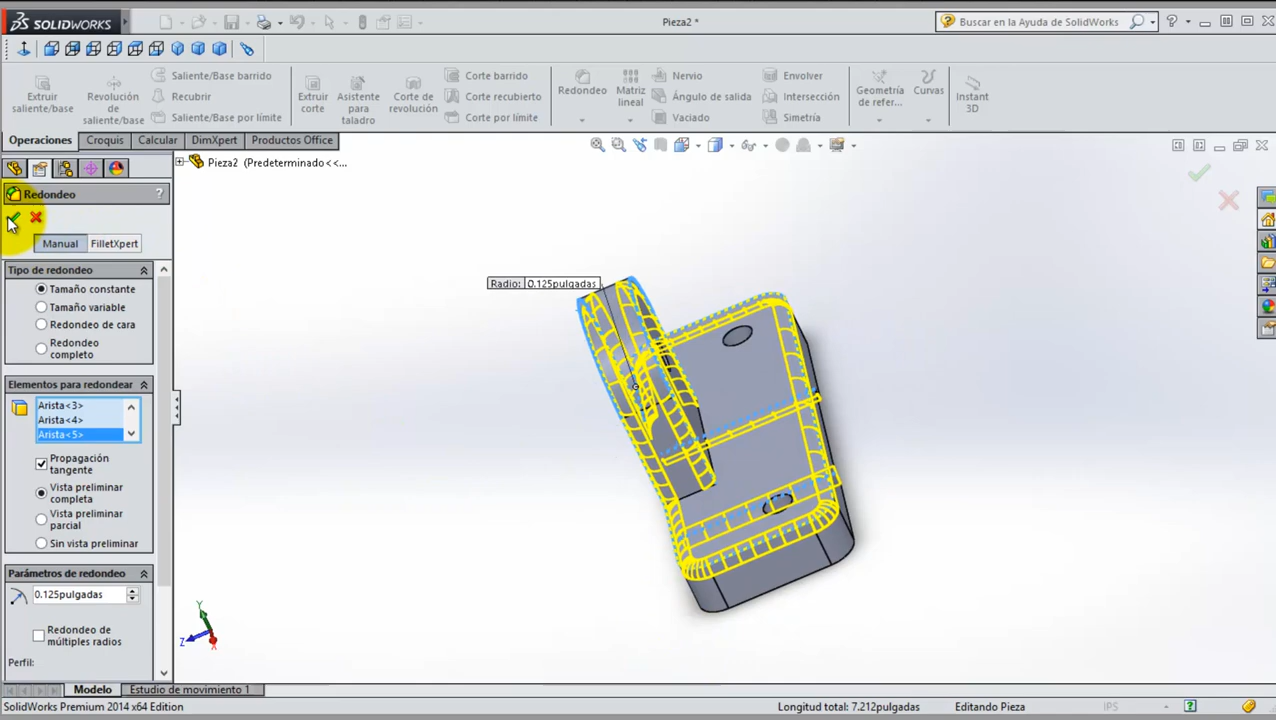 SOLIDWORKS
Pieza2 *
Buscar en la Ayuda de SolidWorks
Extruir saliente/base
Revolución de saliente/base
Saliente/Base barrido
Recubrir
Saliente/Base por límite
Extruir corte
Asistente para taladro
Corte de revolución
Corte barrido
Corte recubierto
Corte por límite
Redondeo
Matriz lineal
Nervio
Ángulo de salida
Vaciado
Envolver
Intersección
Simetría
Geometría de refer...
Curvas
Instant 3D
Operaciones
Croquis
Calcular
DimXpert
Productos Office
Pieza2 (Predeterminado<<...
Redondeo
?
Manual
FilletXpert
Tipo de redondeo
Tamaño constante
Tamaño variable
Redondeo de cara
Redondeo
completo
Elementos para redondear
Arista<3>
Arista<4>
Arista<5>
Propagación
tangente
Vista preliminar
completa
Vista preliminar
parcial
Sin vista preliminar
Parámetros de redondeo
0.125pulgadas
Redondeo de
múltiples radios
Perfil:
Radio: 0.125pulgadas
Y
Z
X
Modelo
Estudio de movimiento 1
SolidWorks Premium 2014 x64 Edition
Longitud total: 7.212pulgadas
Editando Pieza
IPS